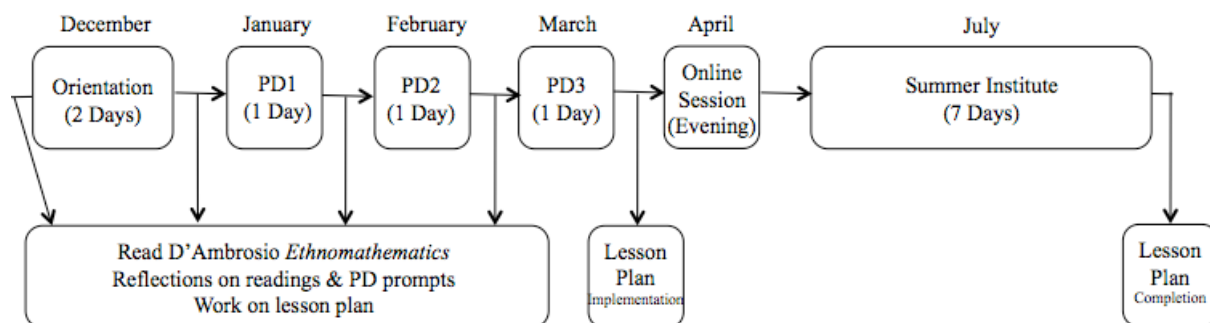 December
January
February
March
April
July
Orientation
(2 Days)
PD1
(1 Day)
PD2
(1 Day)
PD3
(1 Day)
Online
Session
(Evening)
Summer Institute
(7 Days)
Read D’Ambrosio Ethnomathematics
Reflections on readings & PD prompts
Work on lesson plan
Lesson
Plan
Implementation
Lesson
Plan
Completion